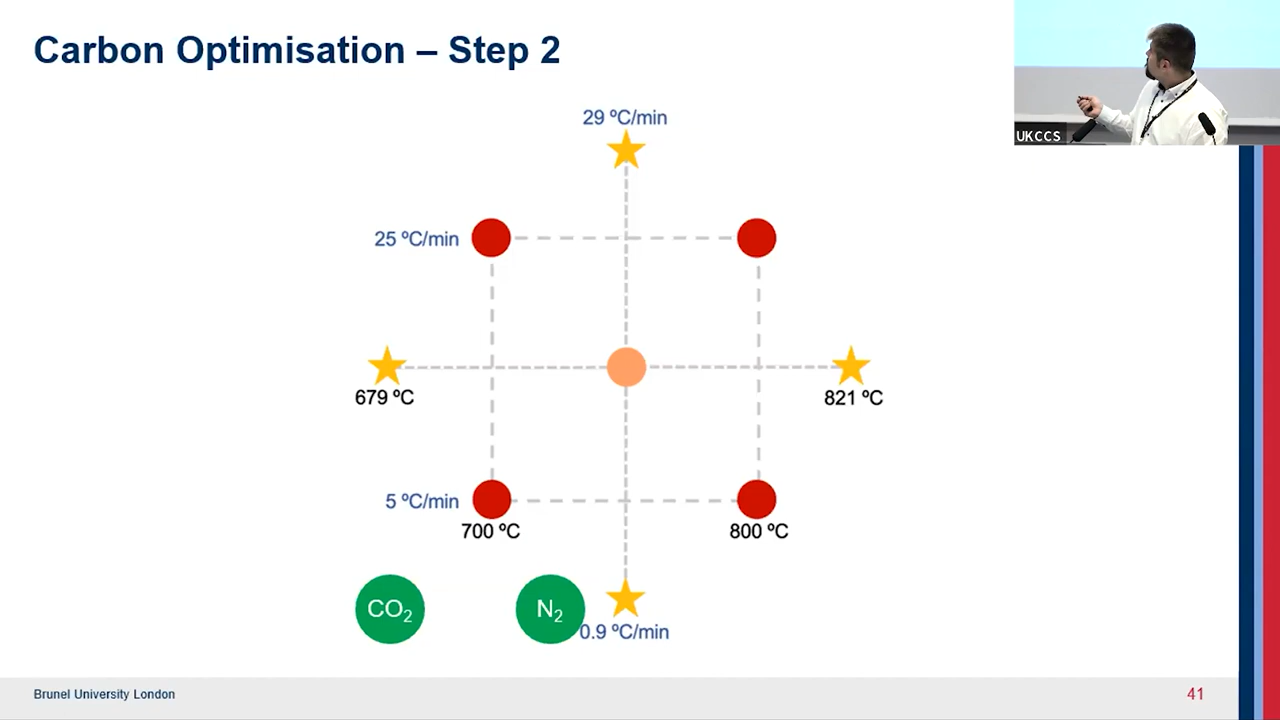 Carbon Optimisation – Step 2
UKCCS
29 ºC/min
25 ºC/min
679 ºC
821 ºC
5 ºC/min
700 ºC
800 ºC
CO₂
N₂
0.9 ºC/min
Brunel University London
41